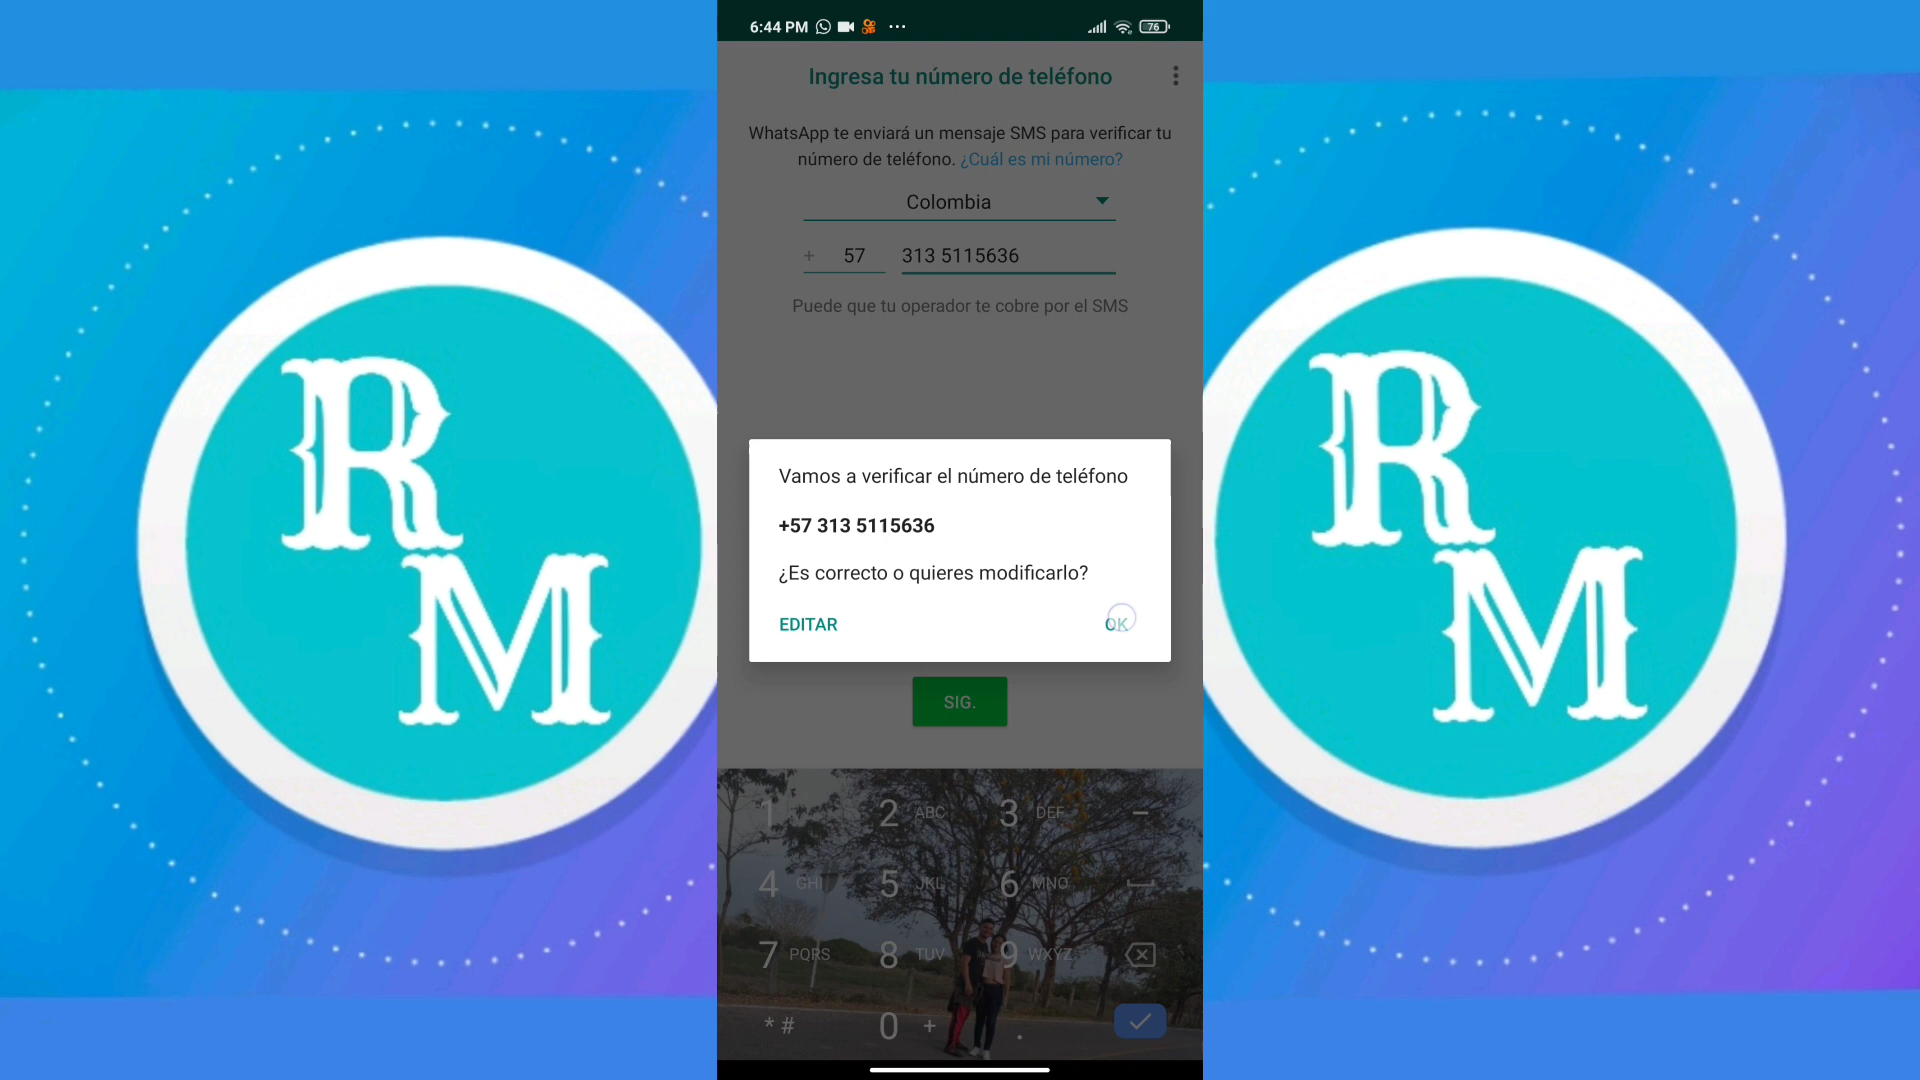 6:44 PM
76
Ingresa tu número de teléfono
WhatsApp te enviará un mensaje SMS para verificar tu
número de teléfono. ¿Cuál es mi número?
Colombia
+ 57 313 5115636
Puede que tu operador te cobre por el SMS
R
M
R
M
Vamos a verificar el número de teléfono
+57 313 5115636
¿Es correcto o quieres modificarlo?
EDITAR OK
SIG.
1 2 ABC 3 DEF −
4 GHI 5 JKL 6 MNO
7 PQRS 8 TUV 9 WXYZ
* # 0 + .